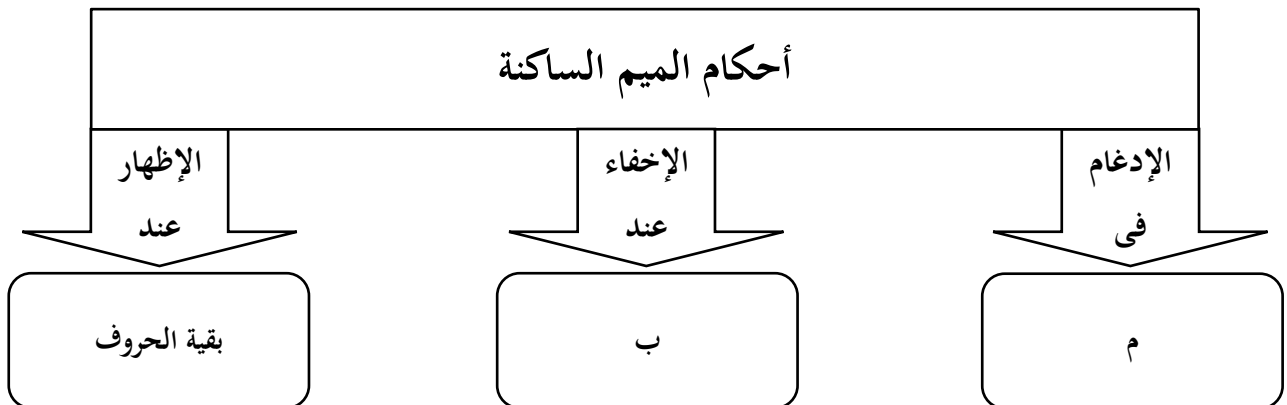 أحكام الميم الساكنة
الإدغام
فى
م
الإخفاء
عند
ب
الإظهار
عند
بقية الحروف